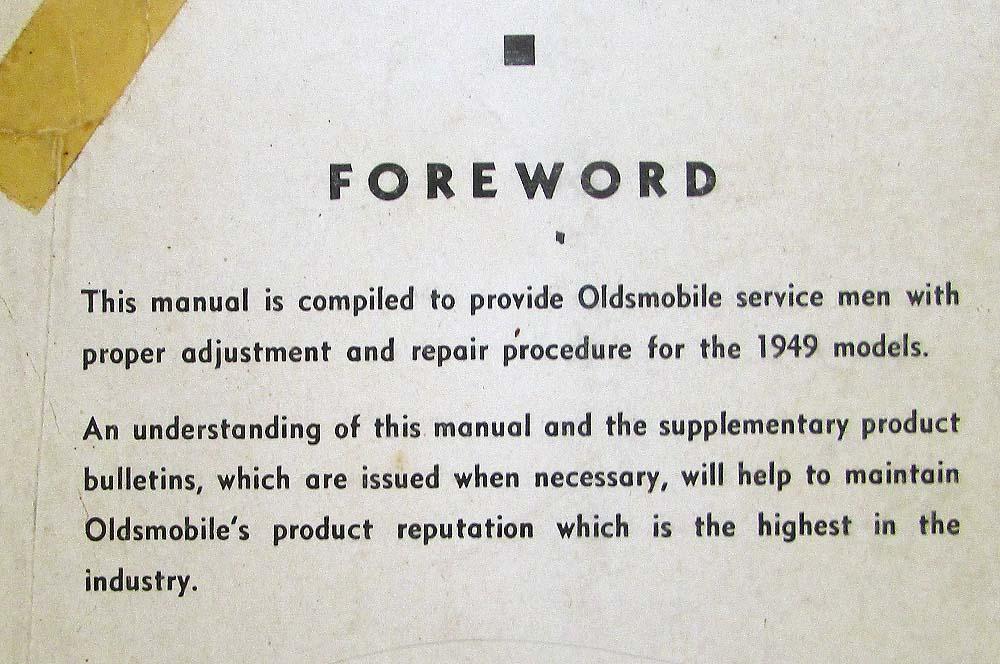 FOREWORD
This manual is compiled to provide Oldsmobile service men with
proper adjustment and repair procedure for the 1949 models.
An understanding of this manual and the supplementary product
bulletins, which are issued when necessary, will help to maintain
Oldsmobile's product reputation which is the highest in the
industry.